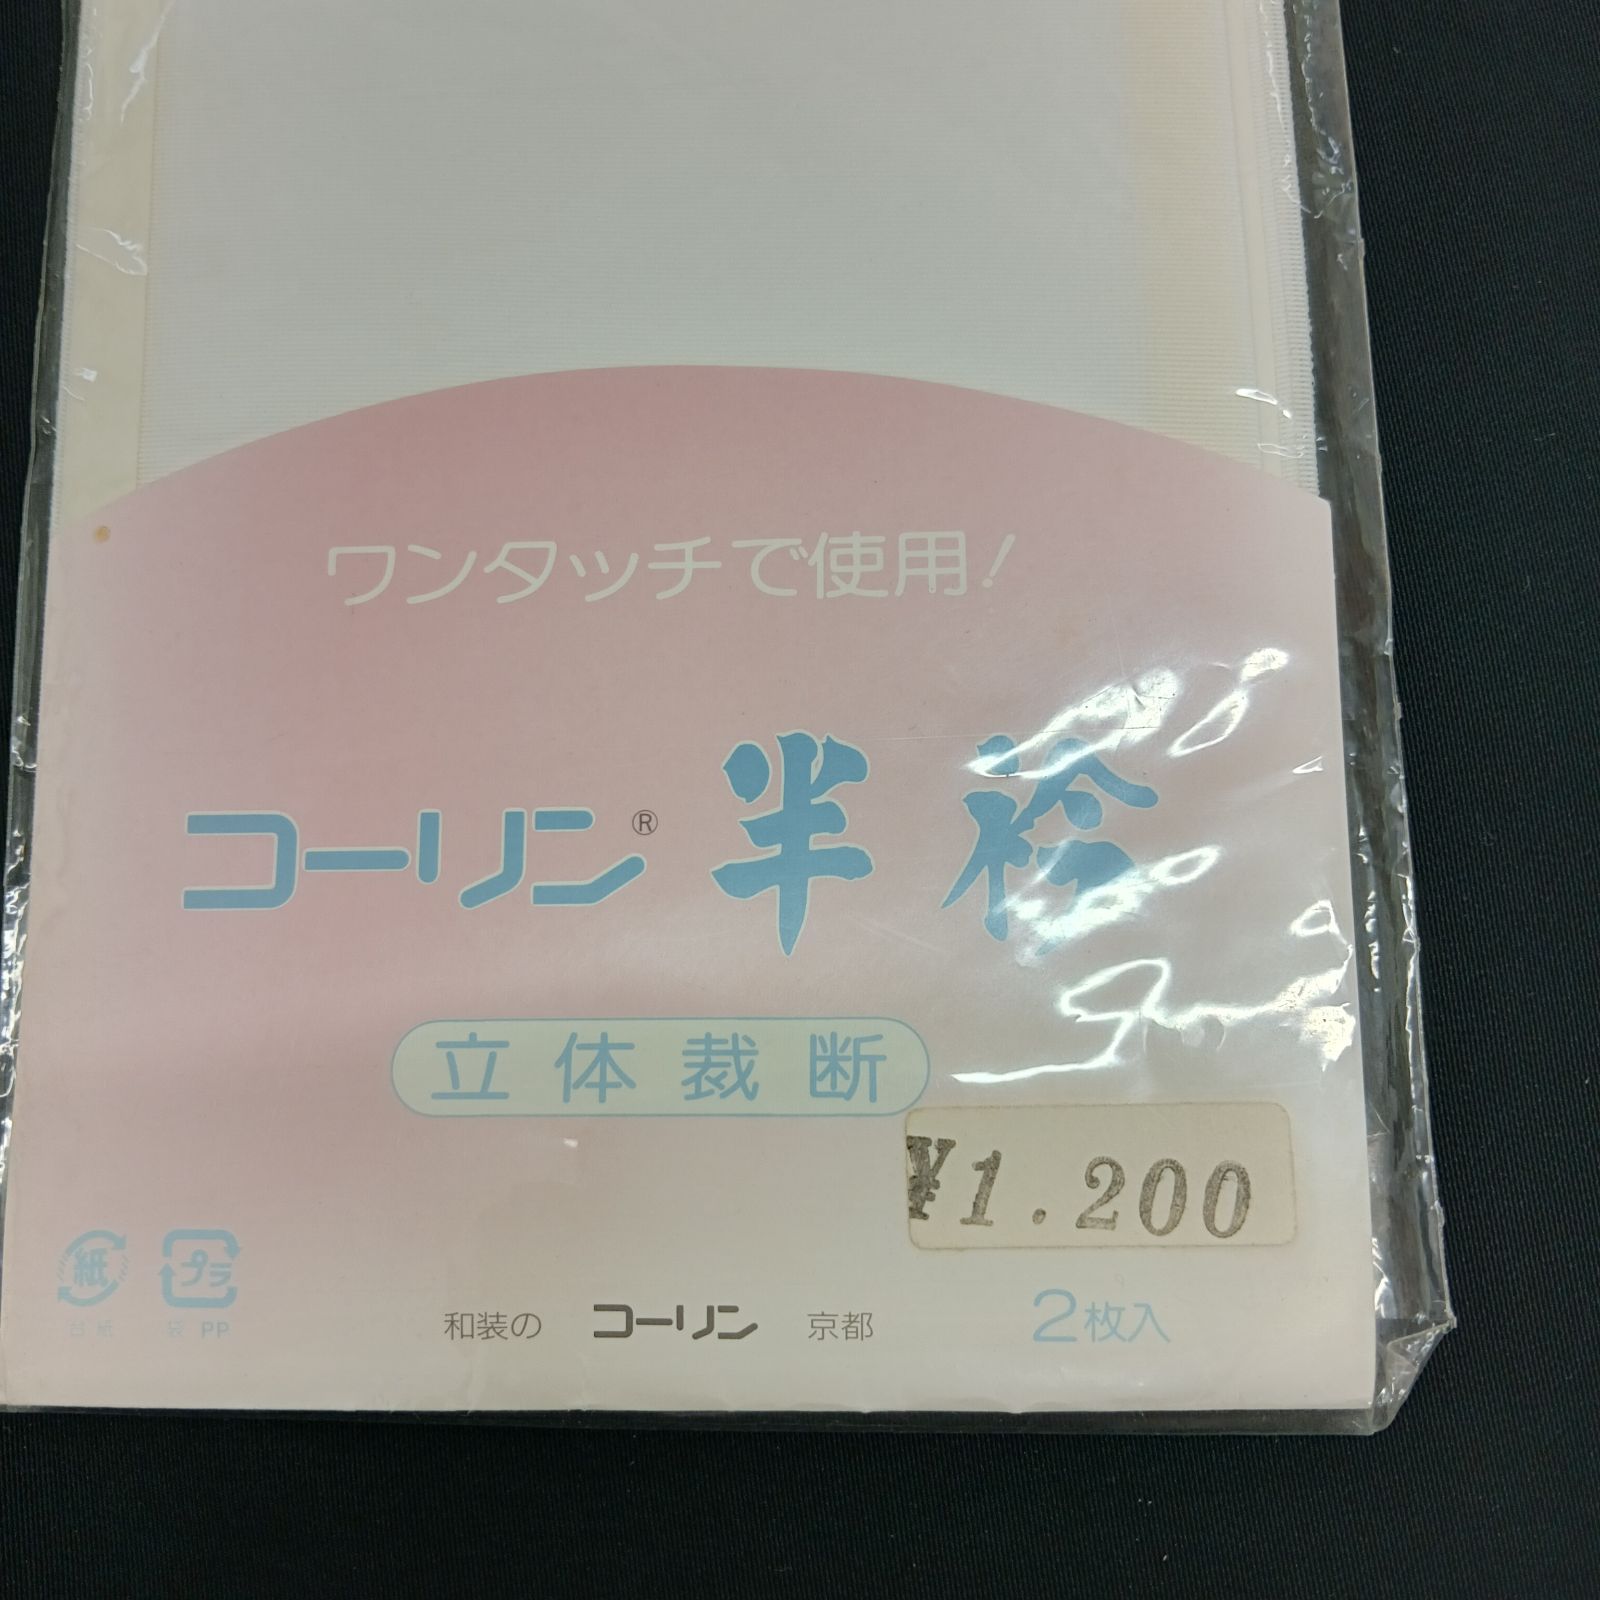 ワンタッチで使用!
コーリン® 半衿
立体裁断
¥1.200
紙 プラ
台紙 袋 PP
和装の コーリン 京都 2枚入